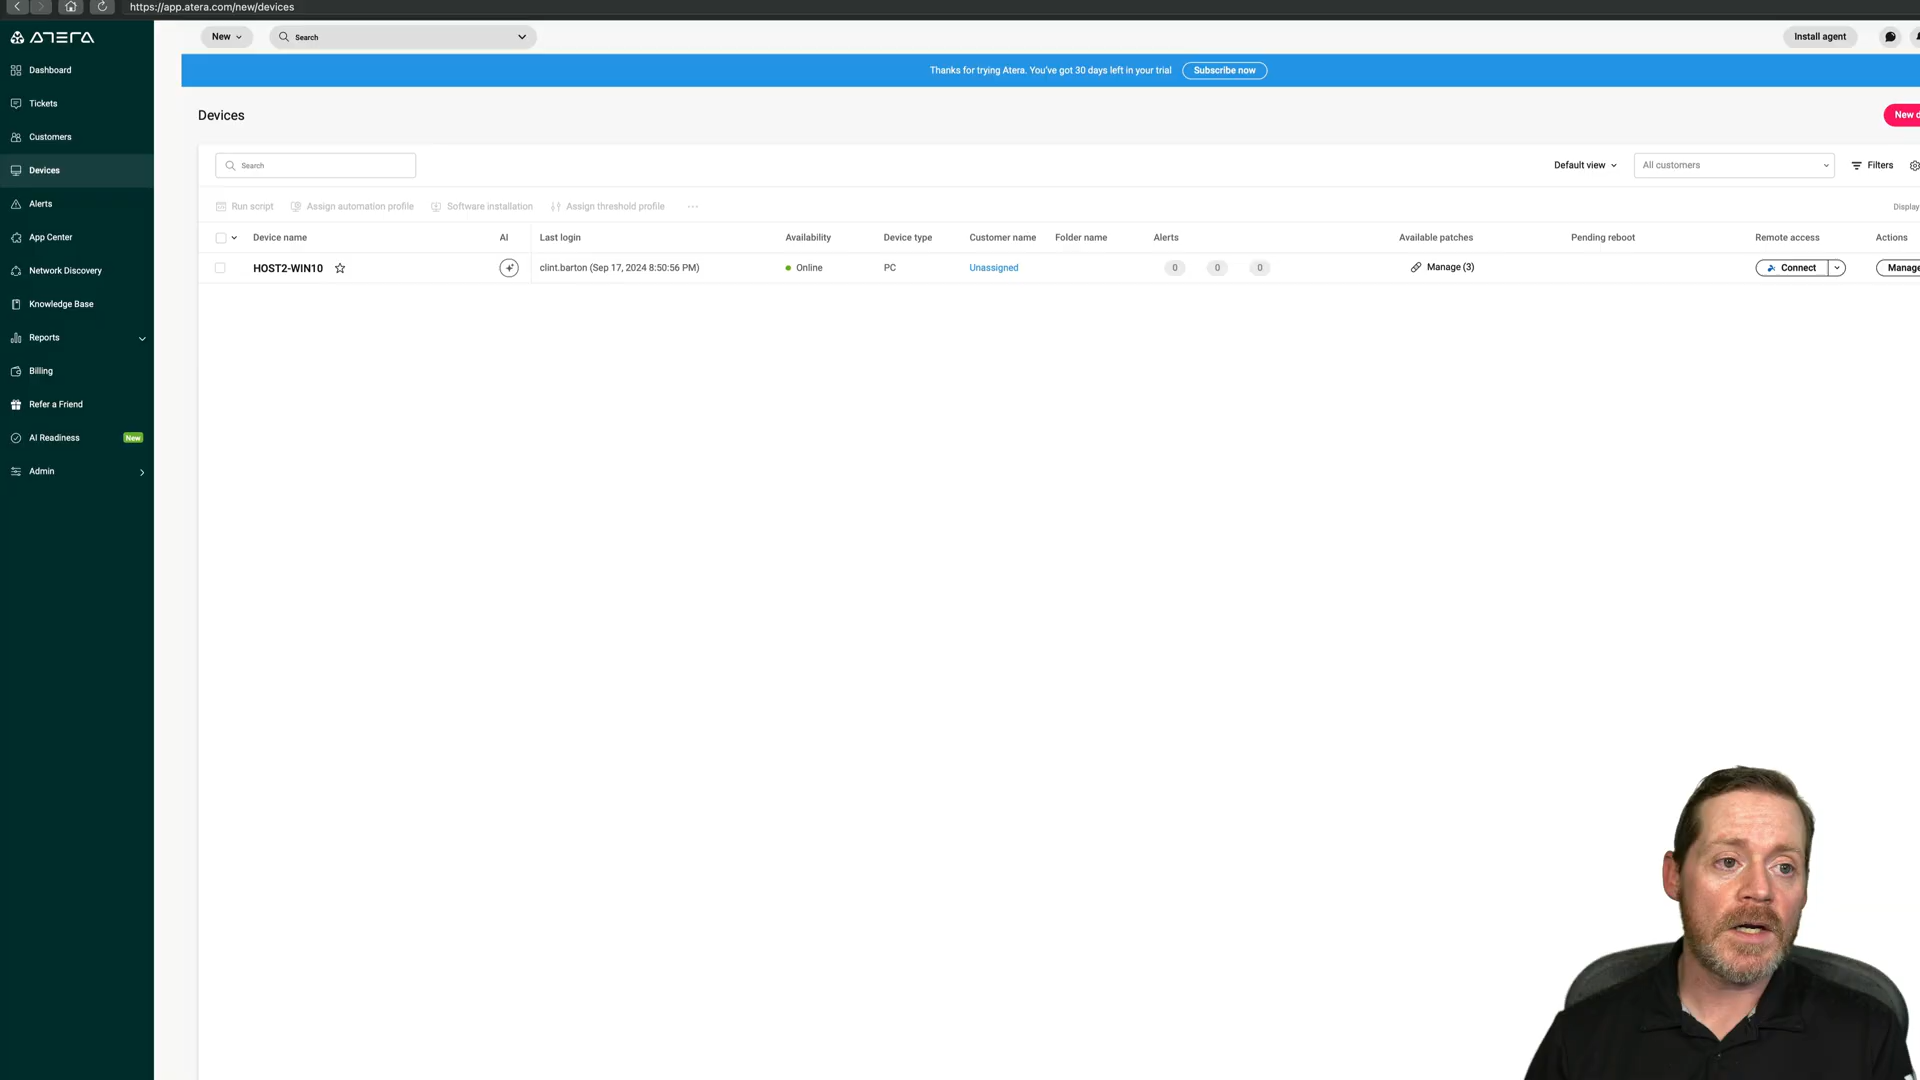 https://app.atera.com/new/devices
ATERA
New
Search
Install agent
Thanks for trying Atera. You've got 30 days left in your trial
Subscribe now
Dashboard
Tickets
Customers
Devices
Alerts
App Center
Network Discovery
Knowledge Base
Reports
Billing
Refer a Friend
AI Readiness
New
Admin
Devices
New d
Search
Default view
All customers
Filters
Run script
Assign automation profile
Software installation
Assign threshold profile
Display
Device name
AI
Last login
Availability
Device type
Customer name
Folder name
Alerts
Available patches
Pending reboot
Remote access
Actions
HOST2-WIN10
clint.barton (Sep 17, 2024 8:50:56 PM)
Online
PC
Unassigned
0
0
0
Manage (3)
Connect
Manage